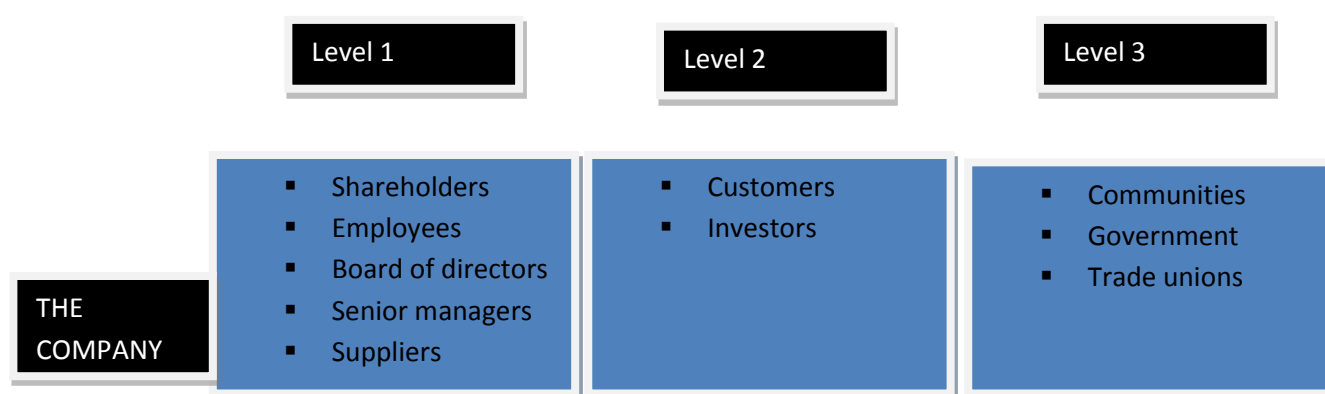 Level 1
Level 2
Level 3
▪ Shareholders
▪ Employees
▪ Board of directors
▪ Senior managers
▪ Suppliers
▪ Customers
▪ Investors
▪ Communities
▪ Government
▪ Trade unions
THE
COMPANY